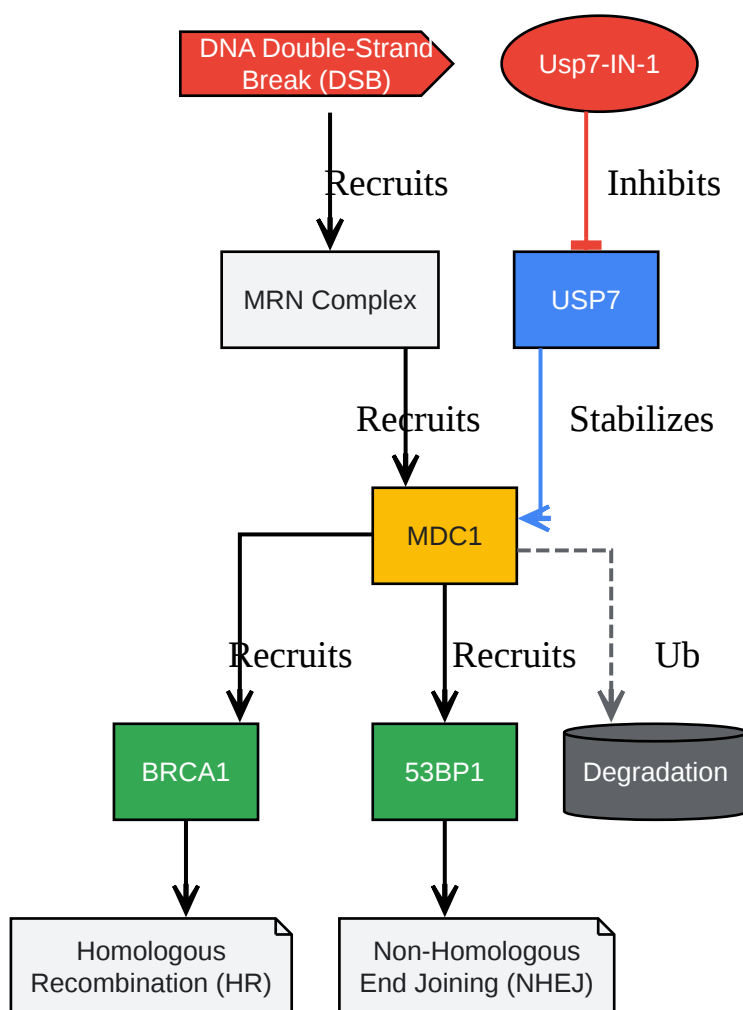 DNA Double-Strand
Break (DSB)
Usp7-IN-1
Recruits
Inhibits
MRN Complex
USP7
Recruits
Stabilizes
MDC1
Recruits
Recruits
Ub
BRCA1
53BP1
Degradation
Homologous
Recombination (HR)
Non-Homologous
End Joining (NHEJ)